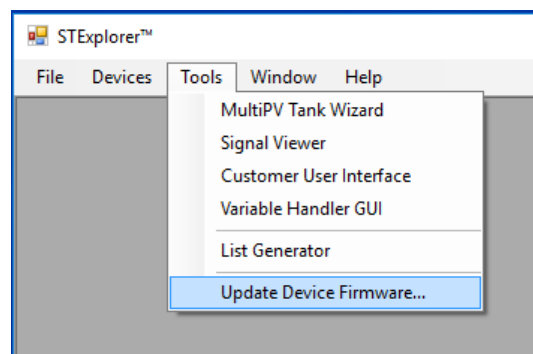 STExplorer™
File Devices Tools Window Help
MultiPV Tank Wizard
Signal Viewer
Customer User Interface
Variable Handler GUI
List Generator
Update Device Firmware...